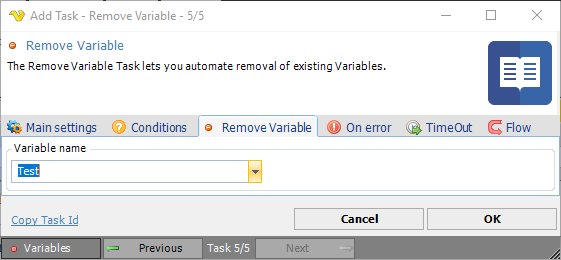 Add Task - Remove Variable - 5/5
Remove Variable
The Remove Variable Task lets you automate removal of existing Variables.
Main settings Conditions Remove Variable On error TimeOut Flow
Variable name
Test
Copy Task Id Cancel OK
Variables Previous Task 5/5 Next